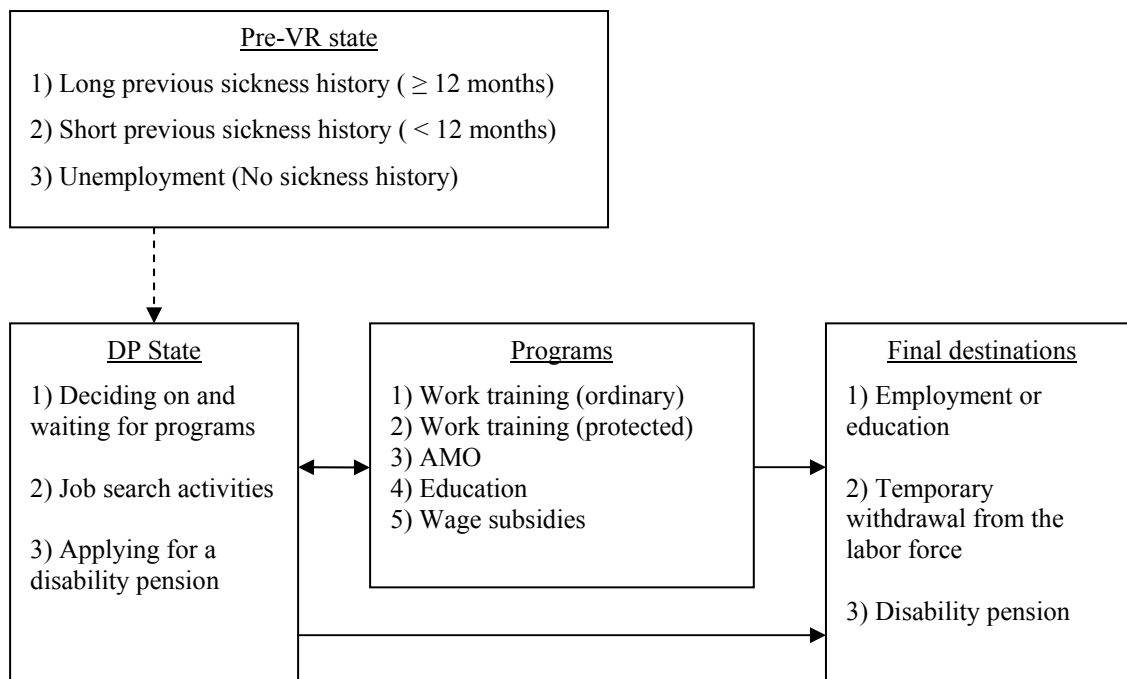 Pre-VR state
1) Long previous sickness history ( ≥ 12 months)
2) Short previous sickness history ( < 12 months)
3) Unemployment (No sickness history)
DP State
1) Deciding on and
waiting for programs
2) Job search activities
3) Applying for a
disability pension
Programs
1) Work training (ordinary)
2) Work training (protected)
3) AMO
4) Education
5) Wage subsidies
Final destinations
1) Employment or
education
2) Temporary
withdrawal from the
labor force
3) Disability pension